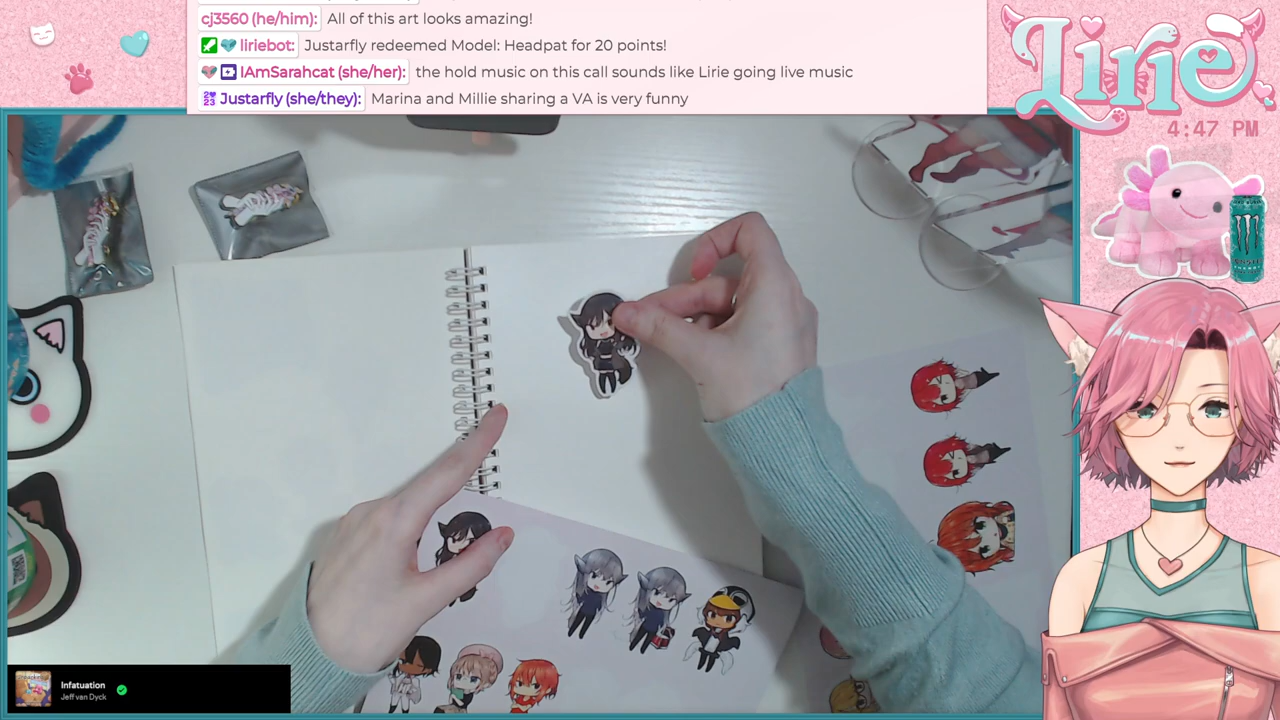 cj3560 (he/him): All of this art looks amazing!
liriebot: Justarfly redeemed Model: Headpat for 20 points!
IAmSarahcat (she/her): the hold music on this call sounds like Lirie going live music
Justarfly (she/they): Marina and Millie sharing a VA is very funny
Lirie
4:47 PM
Infatuation
Jeff van Dyck